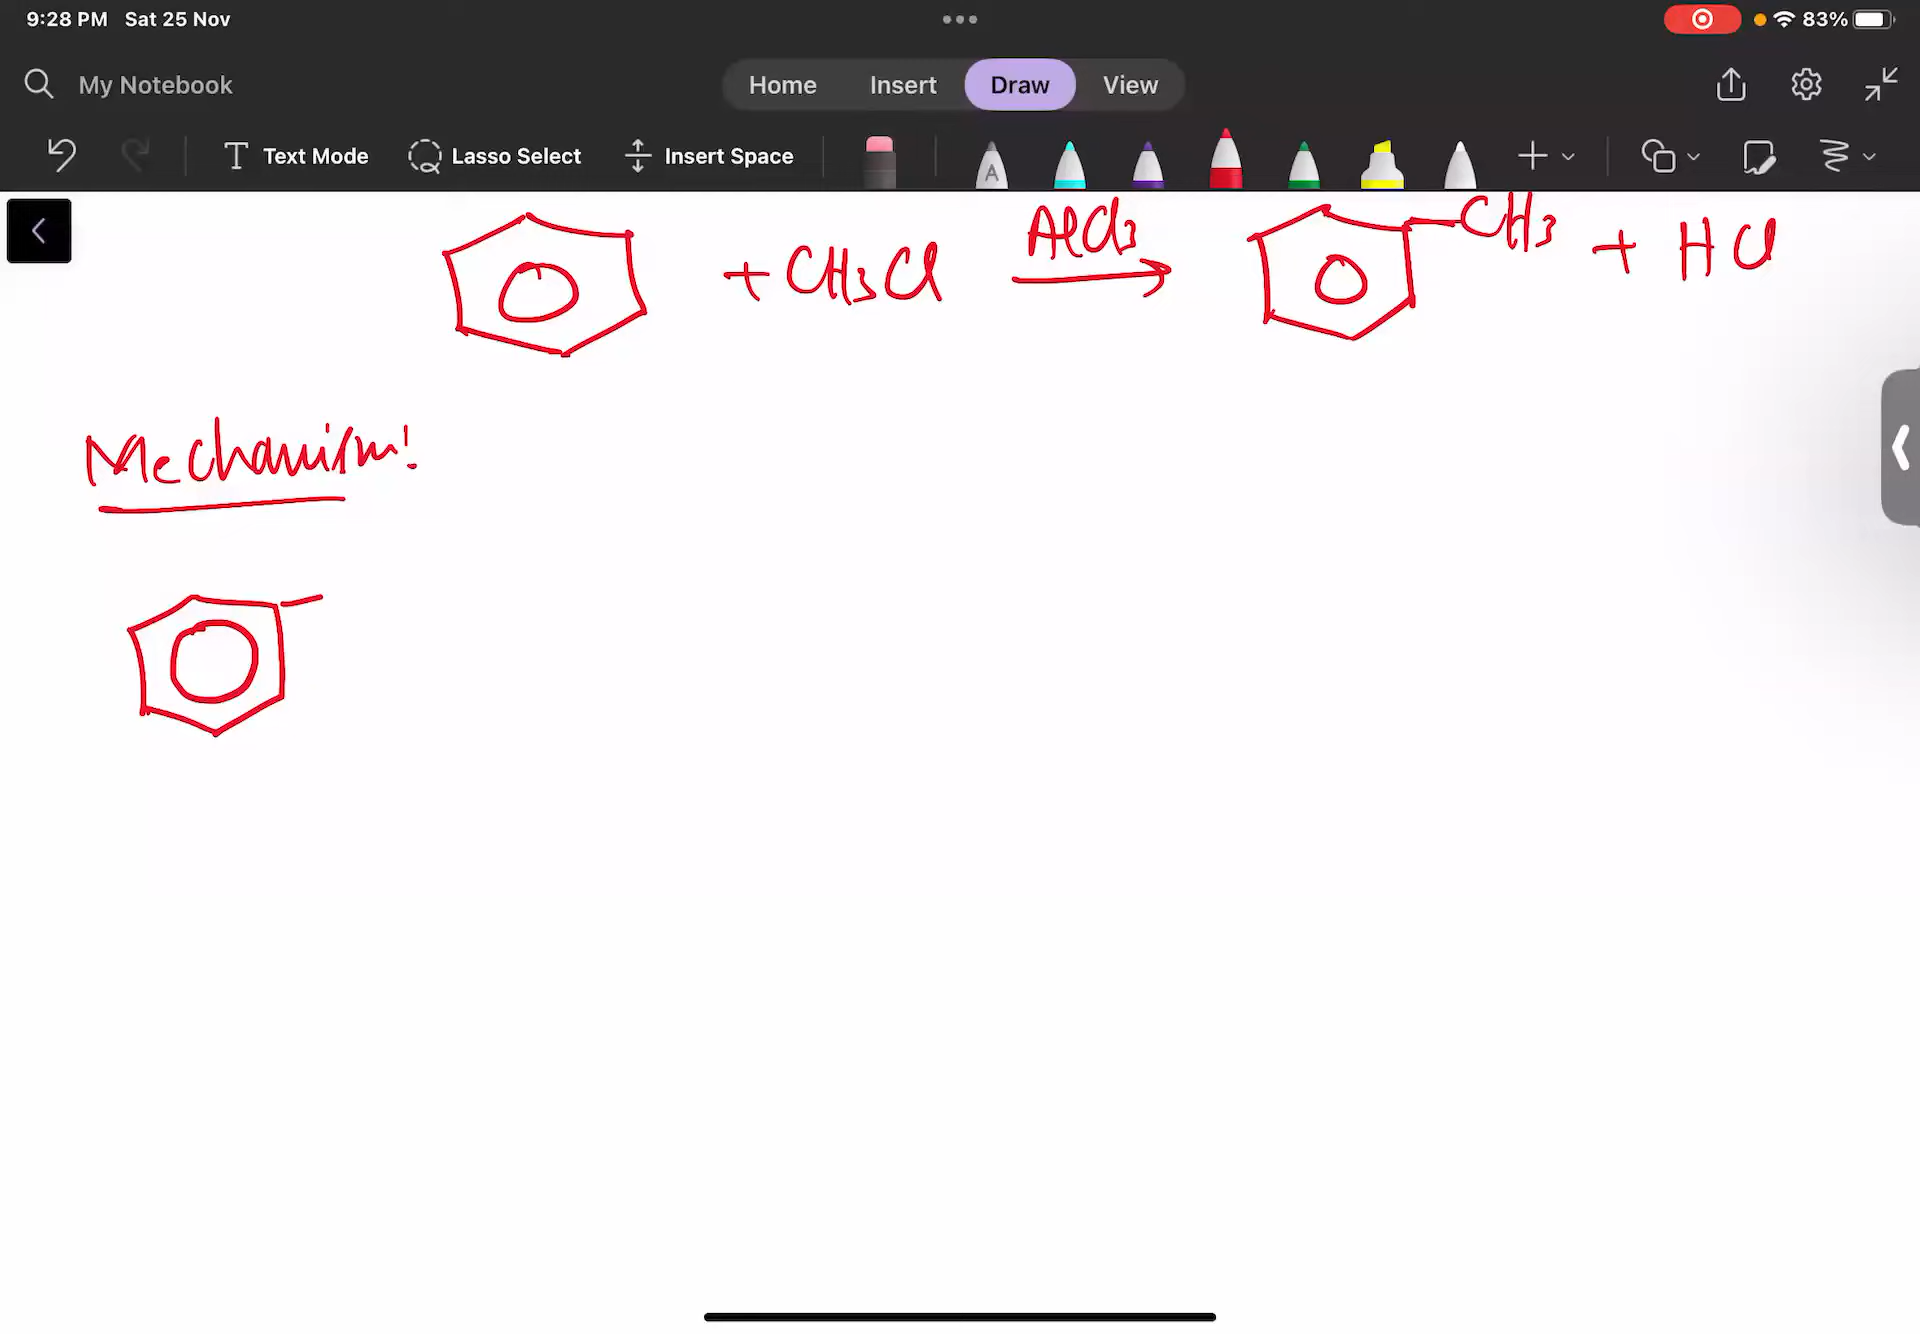 9:28 PM Sat 25 Nov
83%
My Notebook
Home Insert Draw View
Text Mode Lasso Select Insert Space
A
AlCl3
+ CH3Cl
CH3 + HCl
Mechanism!